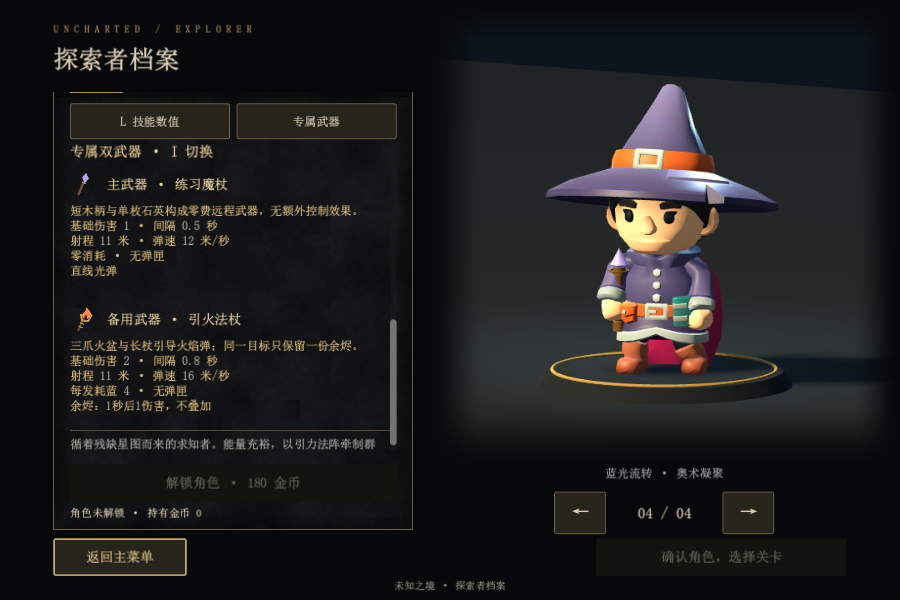 UNCHARTED / EXPLORER
探索者档案
L 技能数值
专属武器
专属双武器 • I 切换
主武器 • 练习魔杖
短木柄与单枚石英构成零费远程武器，无额外控制效果。
基础伤害 1 • 间隔 0.5 秒
射程 11 米 • 弹速 12 米/秒
零消耗 • 无弹匣
直线光弹
备用武器 • 引火法杖
三爪火盆与长杖引导火焰弹；同一目标只保留一份余烬。
基础伤害 2 • 间隔 0.8 秒
射程 11 米 • 弹速 16 米/秒
每发耗蓝 4 • 无弹匣
余烬：1秒后1伤害，不叠加
循着残缺星图而来的求知者。能量充裕，以引力法阵牵制群
解锁角色 • 180 金币
角色未解锁 • 持有金币 0
返回主菜单
蓝光流转 • 奥术凝聚
← 04 / 04 →
确认角色，选择关卡
未知之境 • 探索者档案